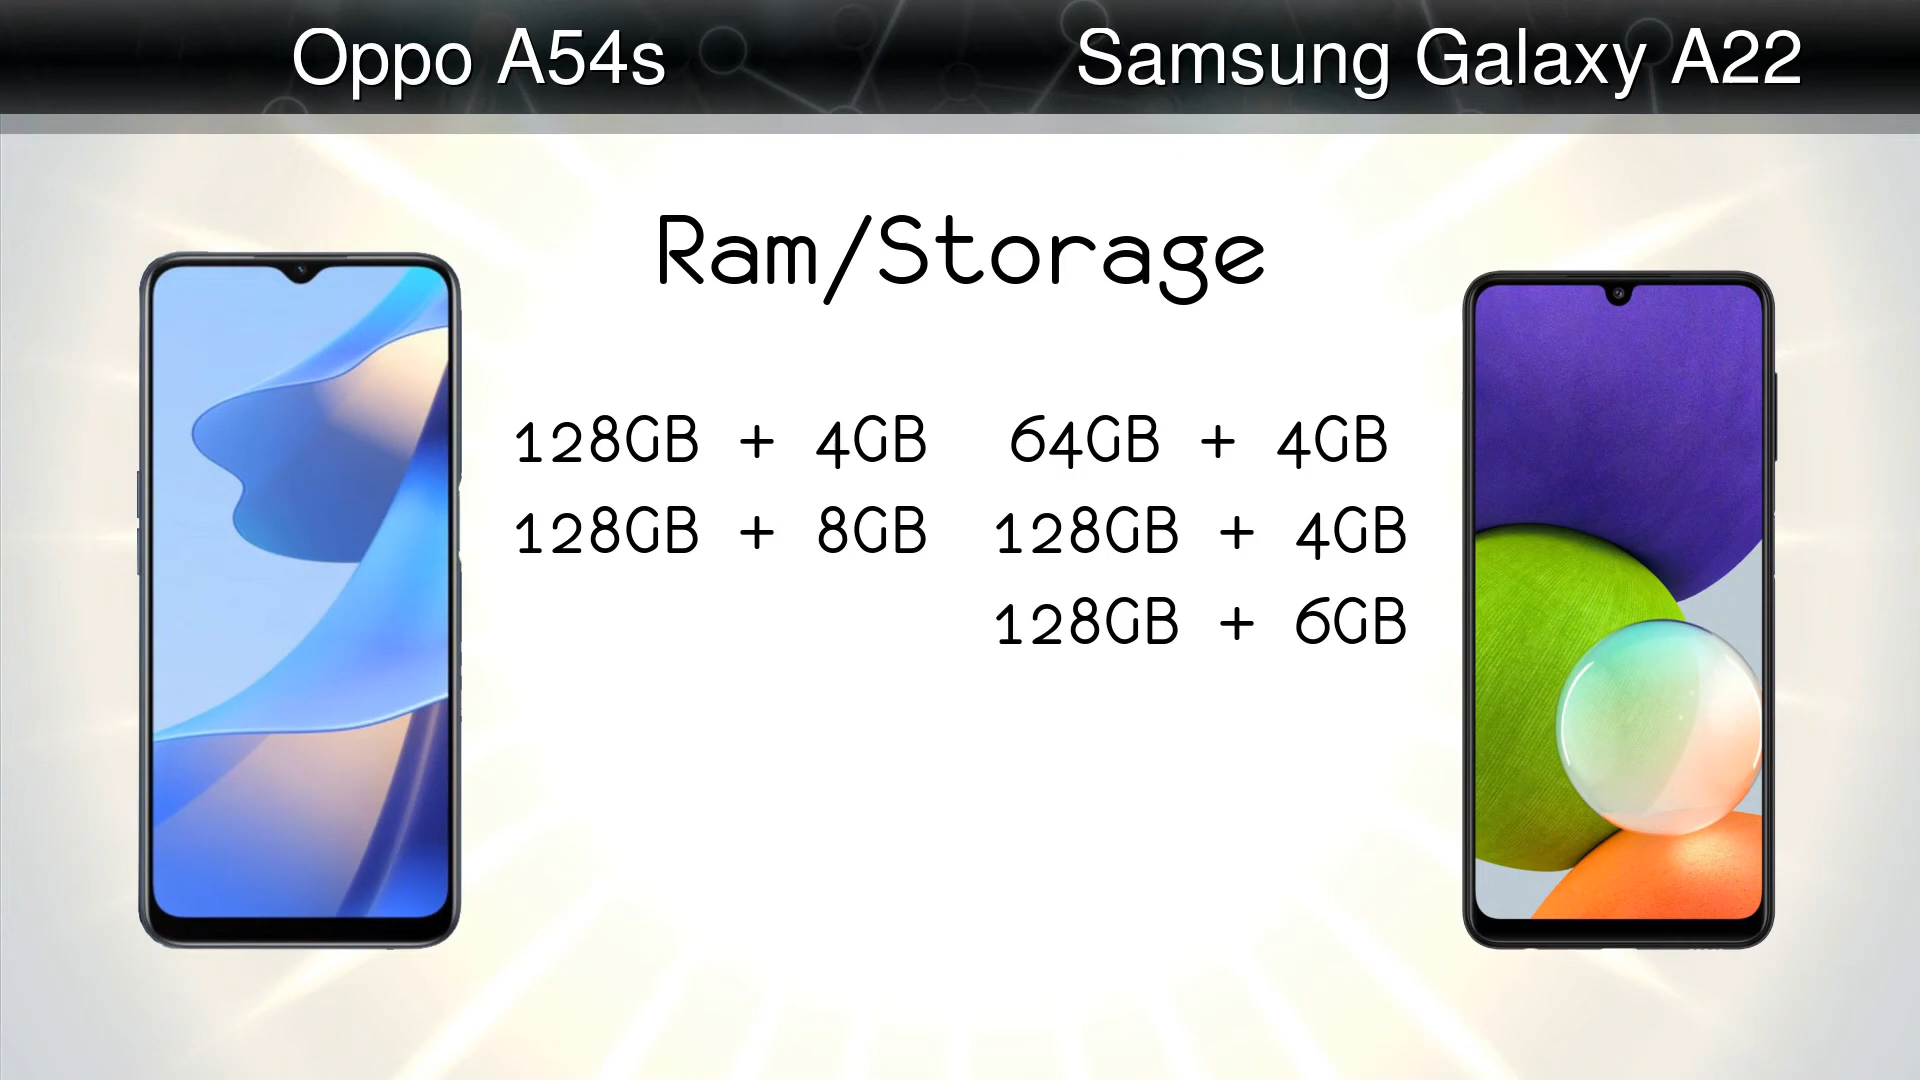 Oppo A54s
Samsung Galaxy A22
Ram/Storage
128GB + 4GB
128GB + 8GB
64GB + 4GB
128GB + 4GB
128GB + 6GB